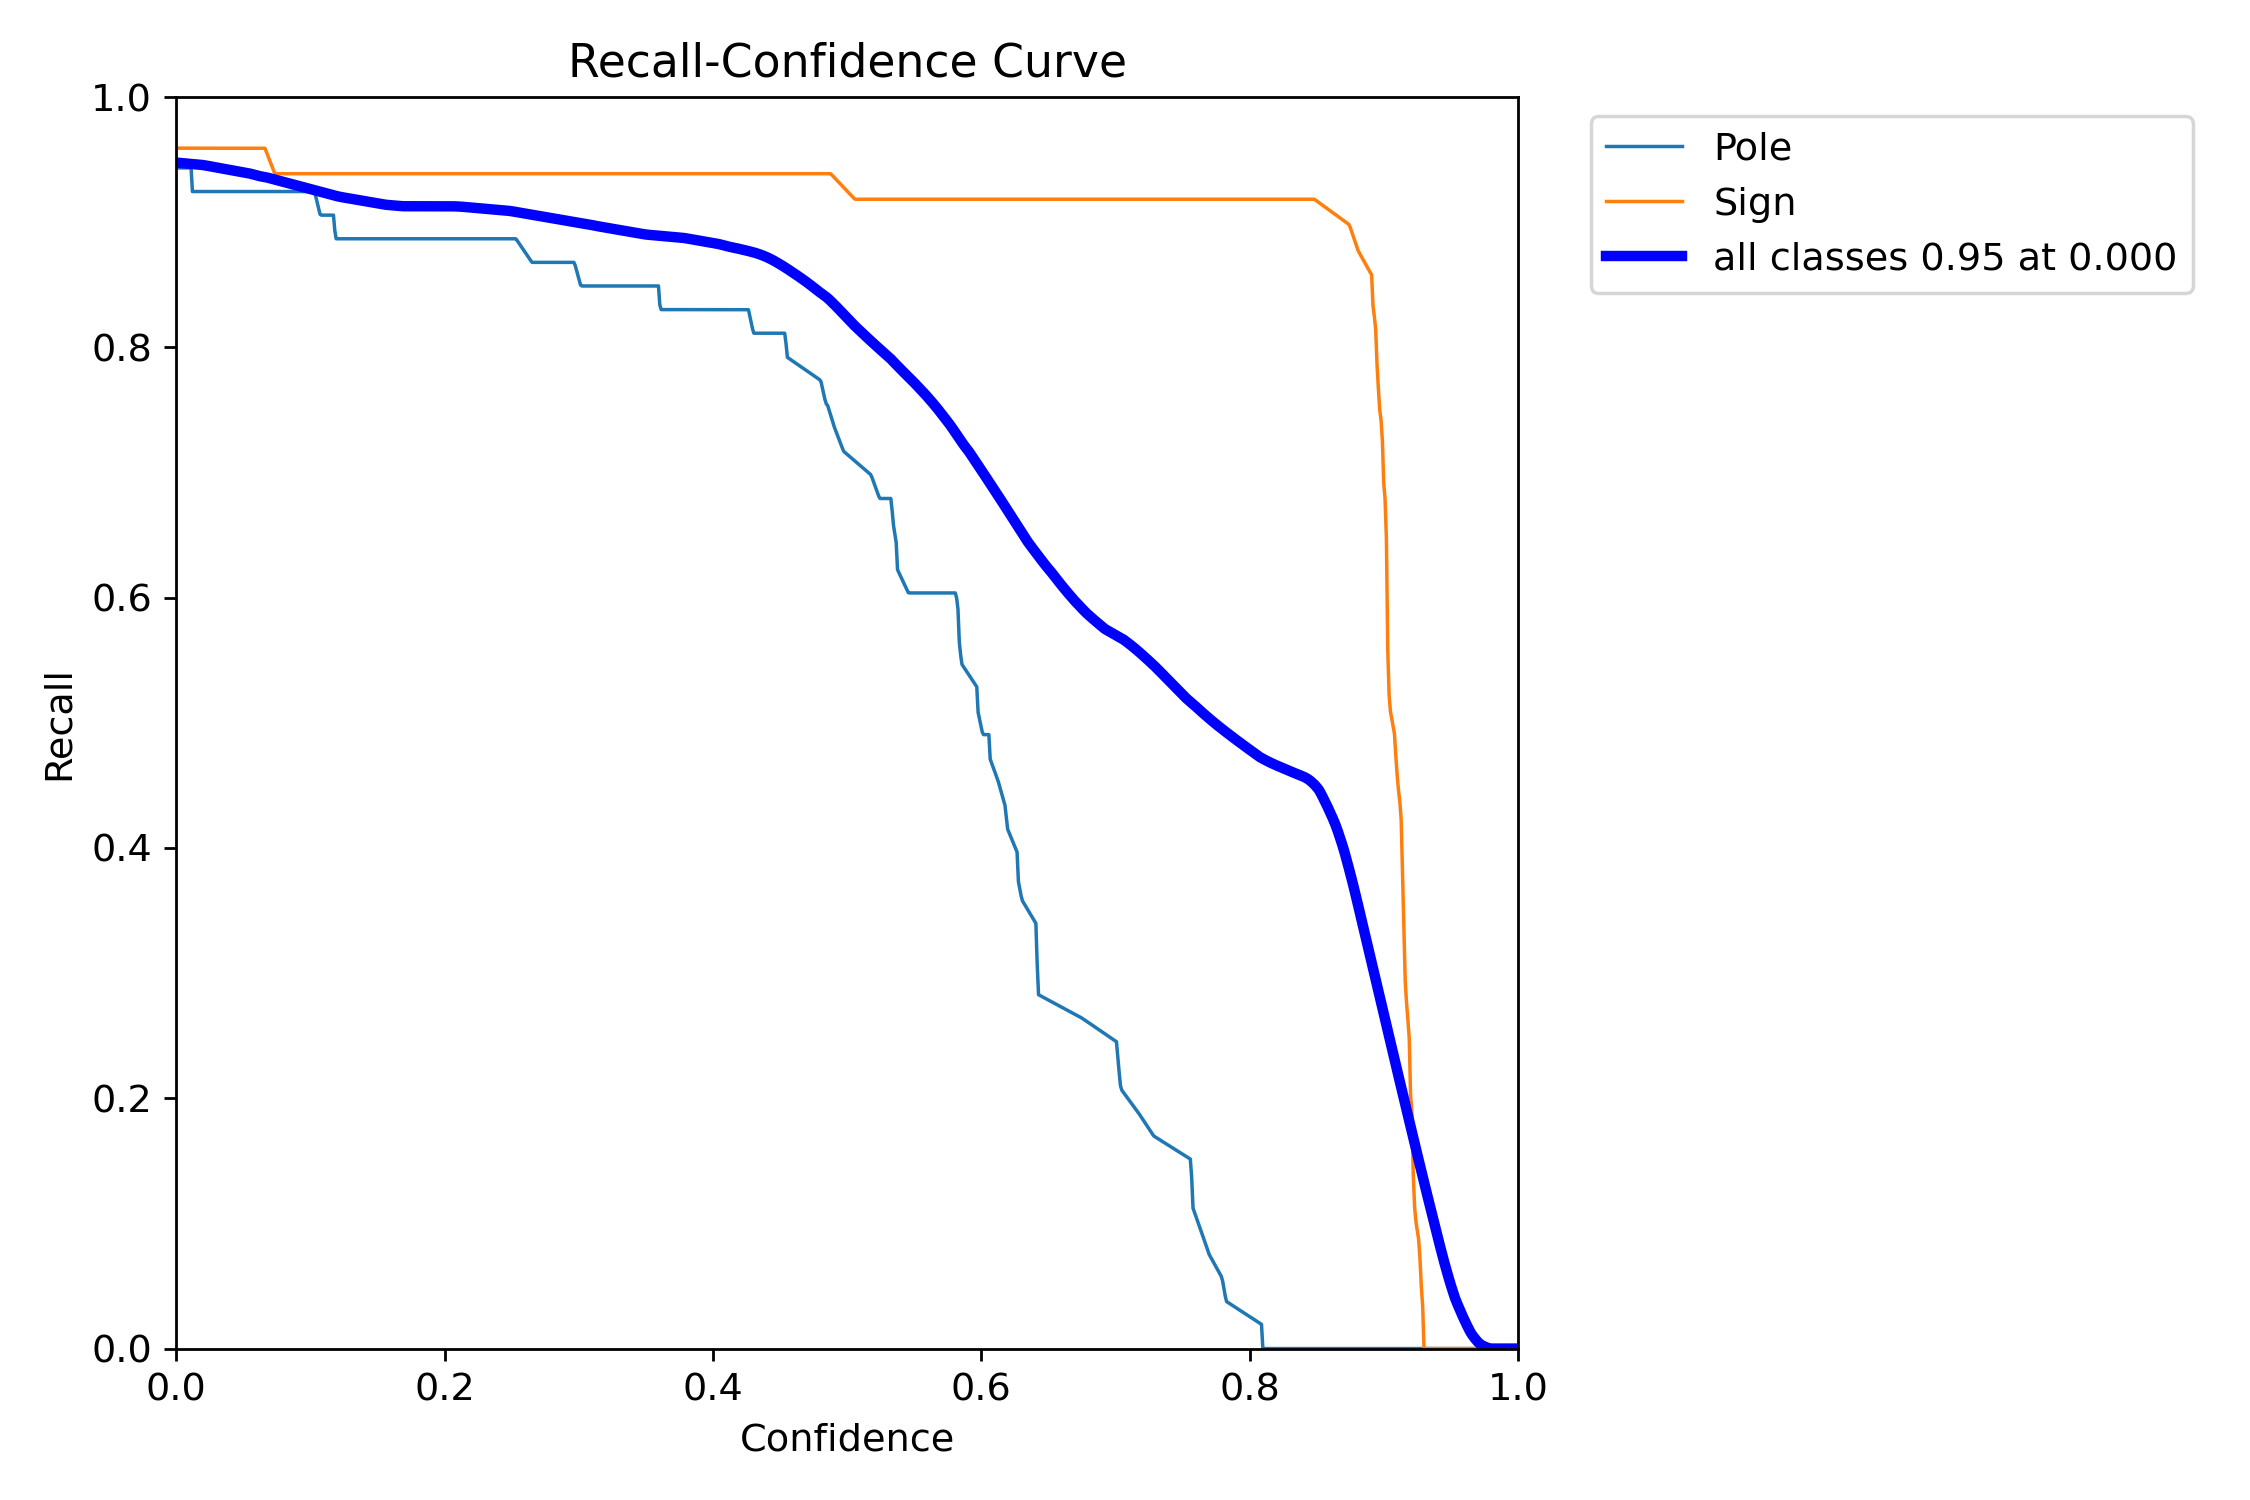 Recall-Confidence Curve
1.0
0.8
0.6
0.4
0.2
0.0
Recall
0.0 0.2 0.4 0.6 0.8 1.0
Confidence
Pole
Sign
all classes 0.95 at 0.000